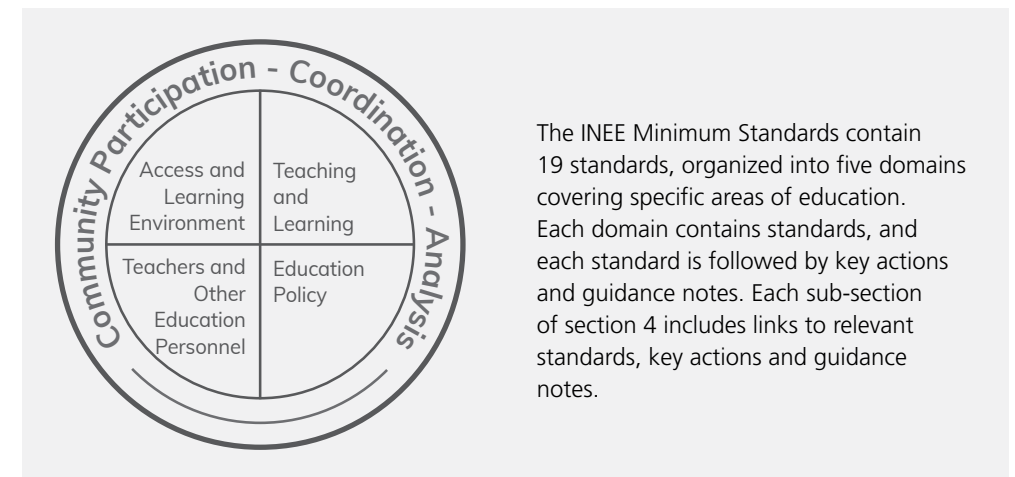 Community Participation - Coordination - Analysis
Access and
Learning
Environment
Teaching
and
Learning
Teachers and
Other
Education
Personnel
Education
Policy
The INEE Minimum Standards contain
19 standards, organized into five domains
covering specific areas of education.
Each domain contains standards, and
each standard is followed by key actions
and guidance notes. Each sub-section
of section 4 includes links to relevant
standards, key actions and guidance
notes.